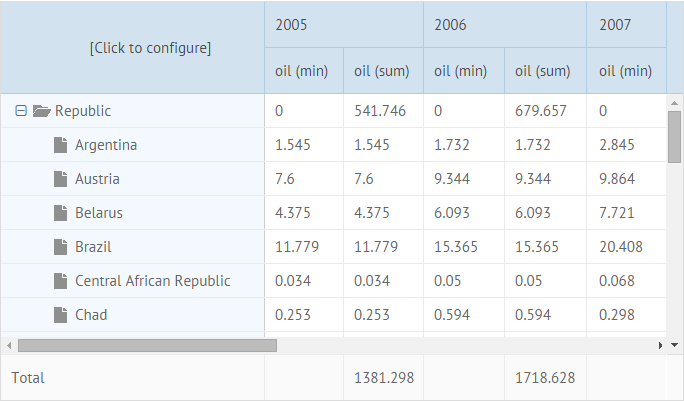 [Click to configure] 2005 2006 2007
oil (min) oil (sum) oil (min) oil (sum) oil (min)
Republic 0 541.746 0 679.657 0
Argentina 1.545 1.545 1.732 1.732 2.845
Austria 7.6 7.6 9.344 9.344 9.864
Belarus 4.375 4.375 6.093 6.093 7.721
Brazil 11.779 11.779 15.365 15.365 20.408
Central African Republic 0.034 0.034 0.05 0.05 0.068
Chad 0.253 0.253 0.594 0.594 0.298
Total 1381.298 1718.628